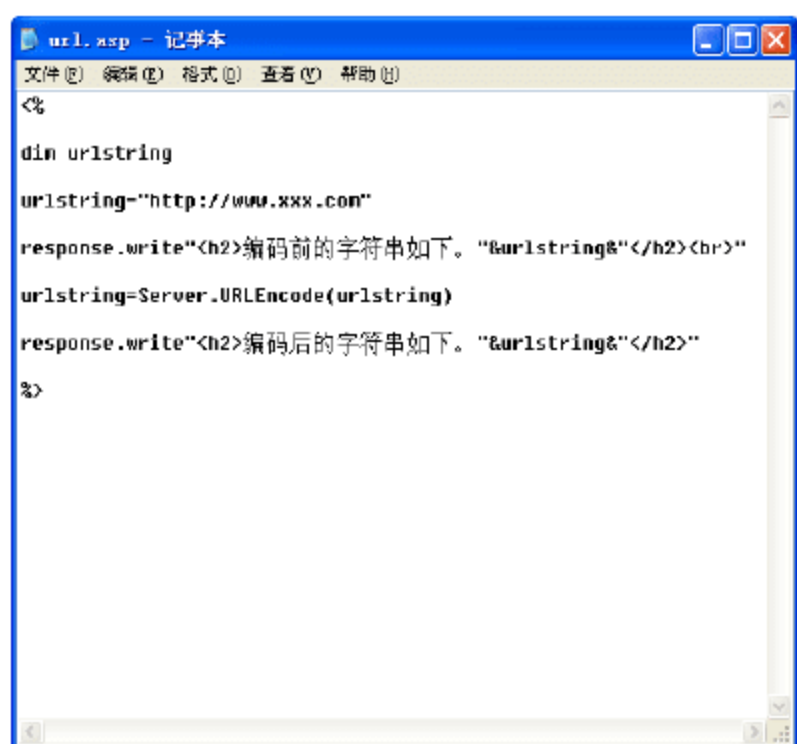 url.asp - 记事本
文件(F) 编辑(E) 格式(O) 查看(V) 帮助(H)
<%
dim urlstring
urlstring="http://www.xxx.com"
response.write"<h2>编码前的字符串如下。"&urlstring&"</h2><br>"
urlstring=Server.URLEncode(urlstring)
response.write"<h2>编码后的字符串如下。"&urlstring&"</h2>"
%>